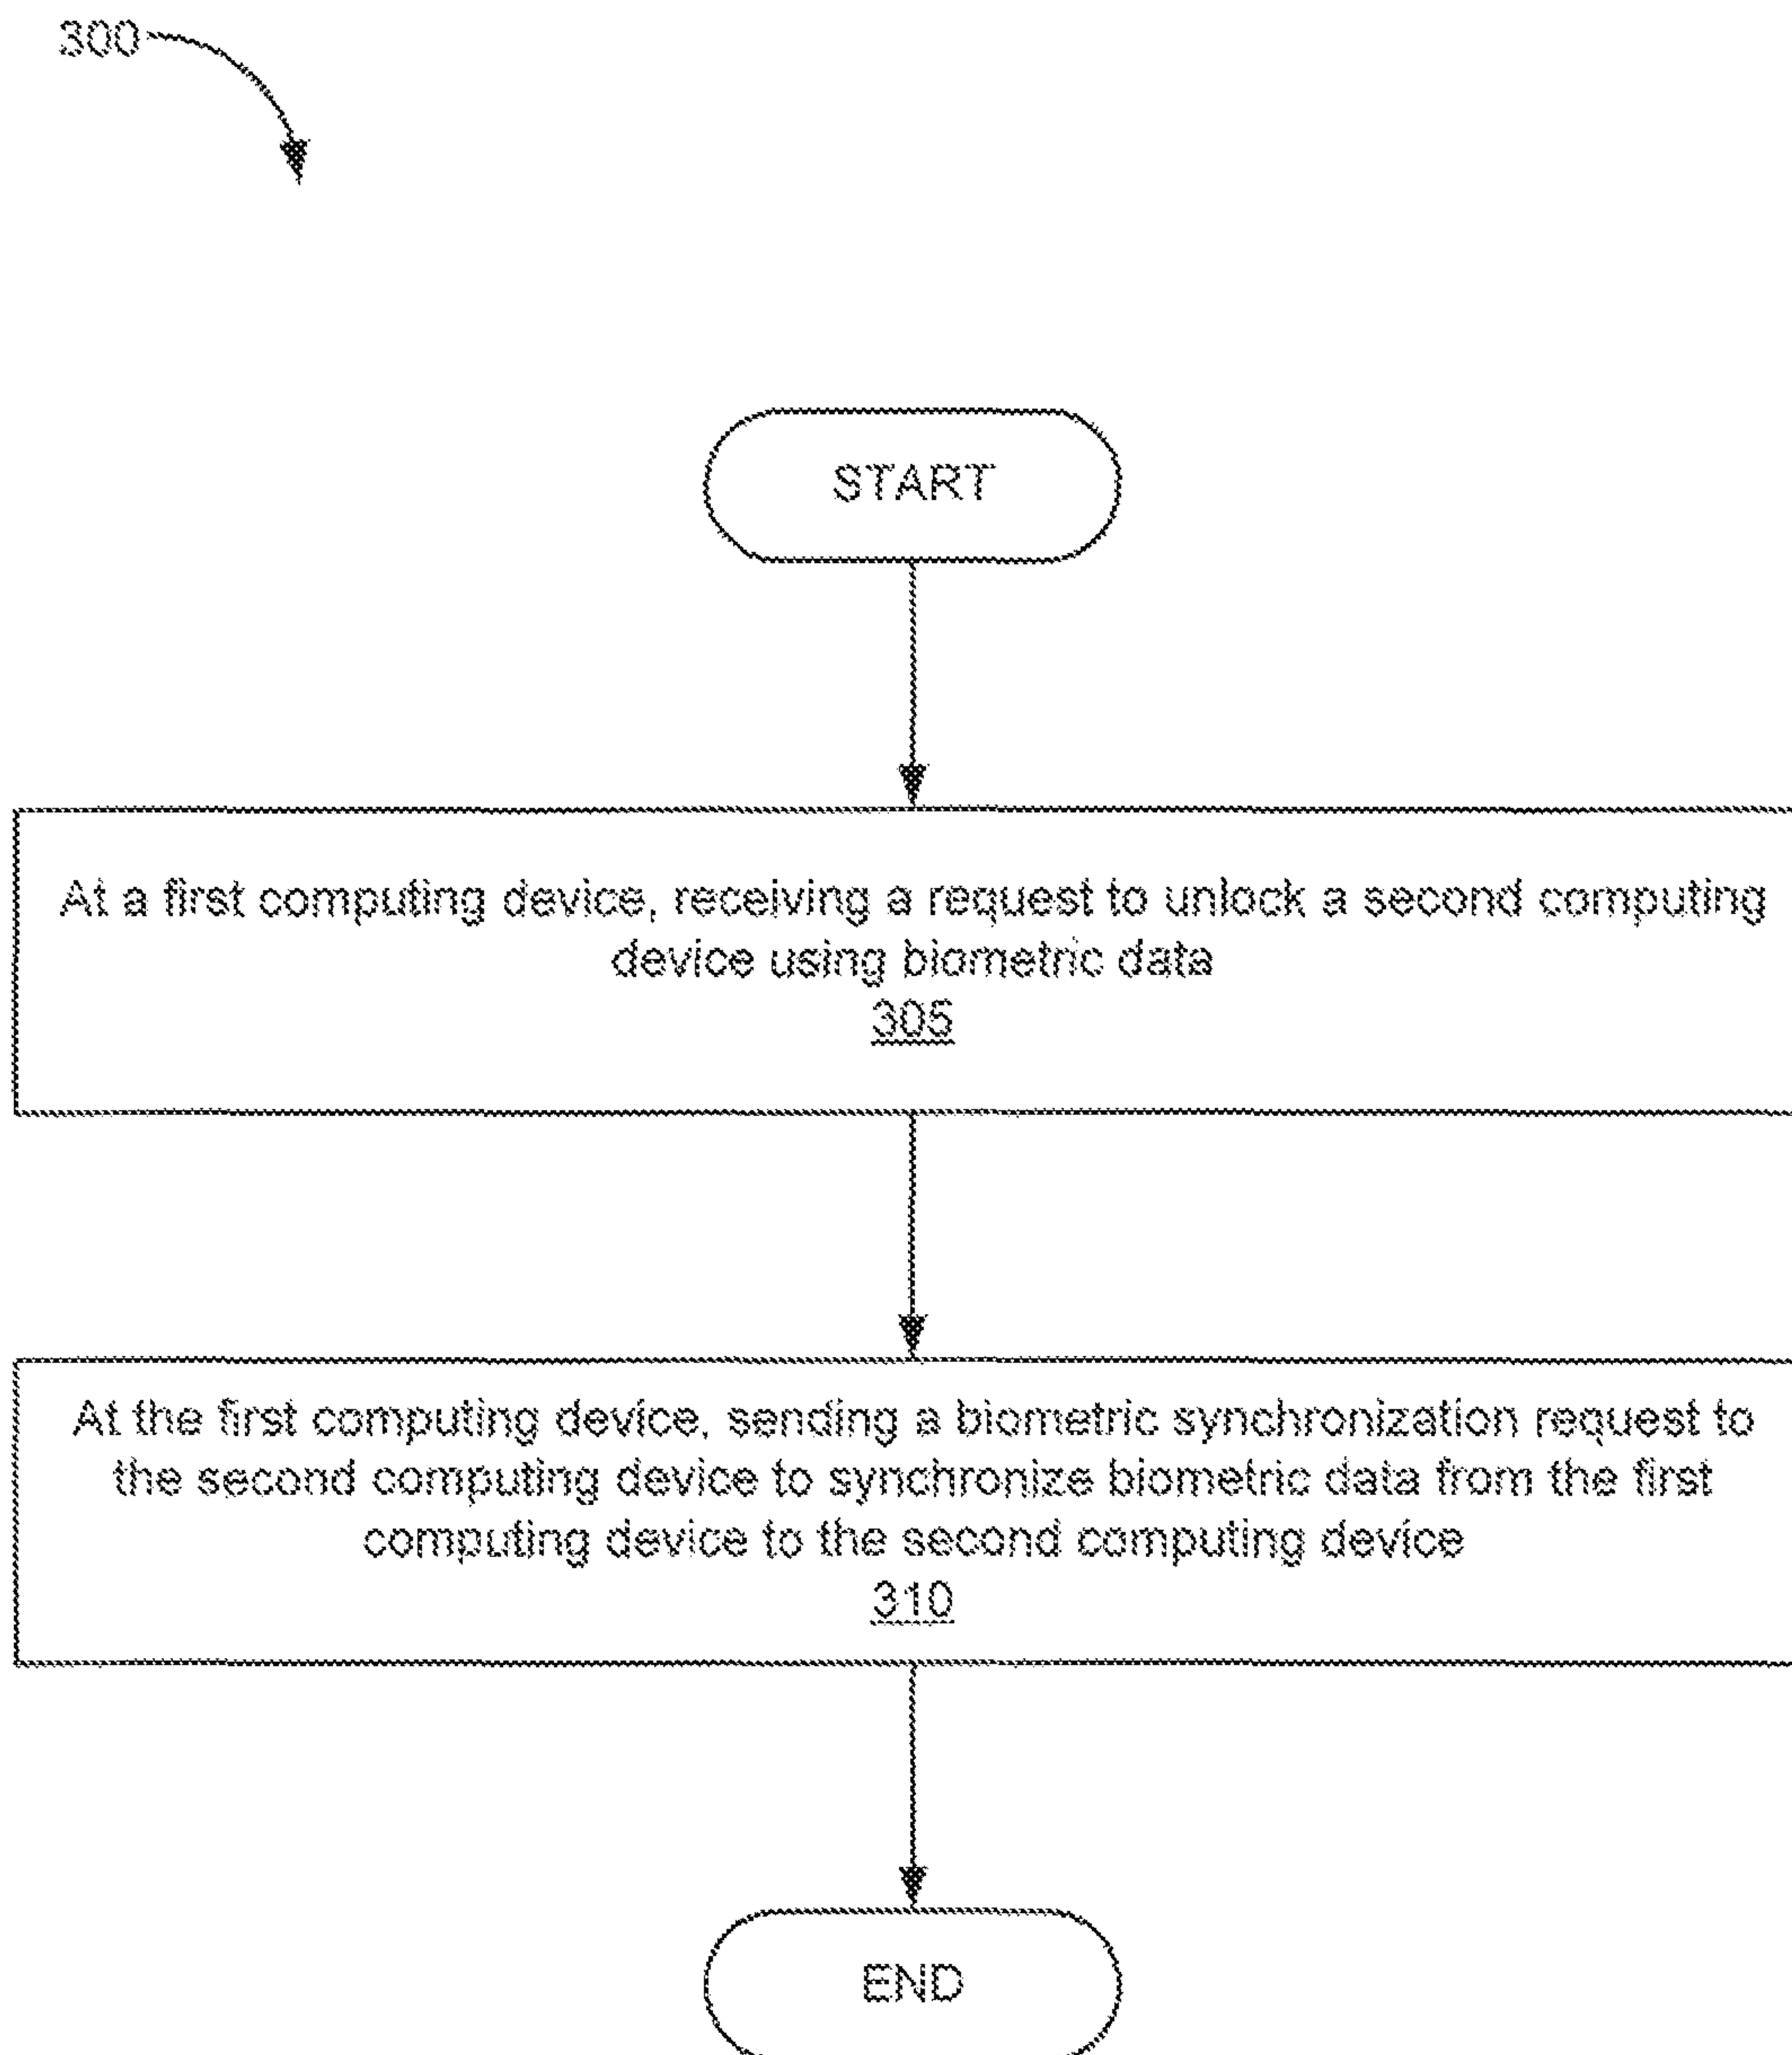 300
START
At a first computing device, receiving a request to unlock a second computing
device using biometric data
305
At the first computing device, sending a biometric synchronization request to
the second computing device to synchronize biometric data from the first
computing device to the second computing device
310
END